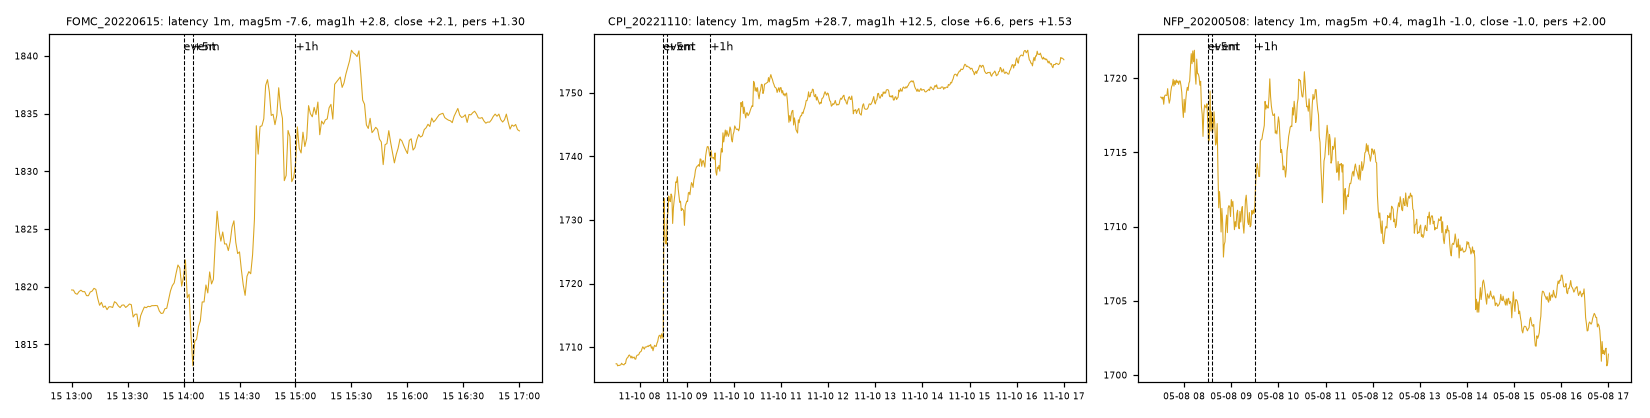 FOMC_20220615: latency 1m, mag5m -7.6, mag1h +2.8, close +2.1, pers +1.30
event
+5m
+1h
1840
1835
1830
1825
1820
1815
15 13:00 15 13:30 15 14:00 15 14:30 15 15:00 15 15:30 15 16:00 15 16:30 15 17:00
CPI_20221110: latency 1m, mag5m +28.7, mag1h +12.5, close +6.6, pers +1.53
event
+5m
+1h
1750
1740
1730
1720
1710
11-10 08 11-10 09 11-10 10 11-10 11 11-10 12 11-10 13 11-10 14 11-10 15 11-10 16 11-10 17
NFP_20200508: latency 1m, mag5m +0.4, mag1h -1.0, close -1.0, pers +2.00
event
+5m
+1h
1720
1715
1710
1705
1700
05-08 08 05-08 09 05-08 10 05-08 11 05-08 12 05-08 13 05-08 14 05-08 15 05-08 16 05-08 17